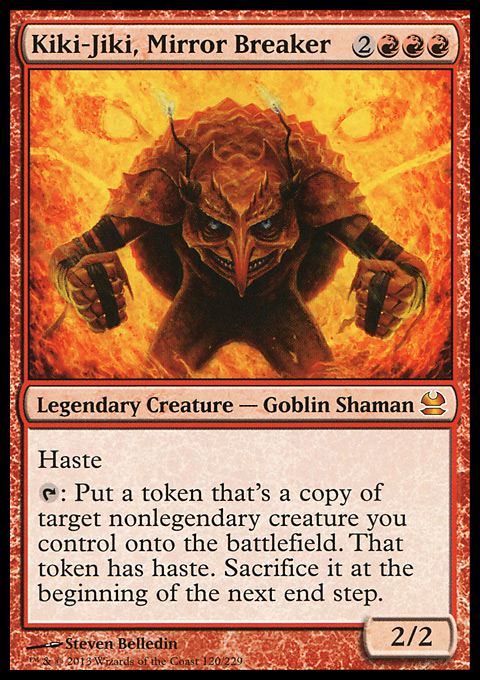 Kiki-Jiki, Mirror Breaker 2
Legendary Creature — Goblin Shaman
Haste
: Put a token that's a copy of
target nonlegendary creature you
control onto the battlefield. That
token has haste. Sacrifice it at the
beginning of the next end step.
Steven Belledin
2/2
™ & © 2013 Wizards of the Coast 120/229